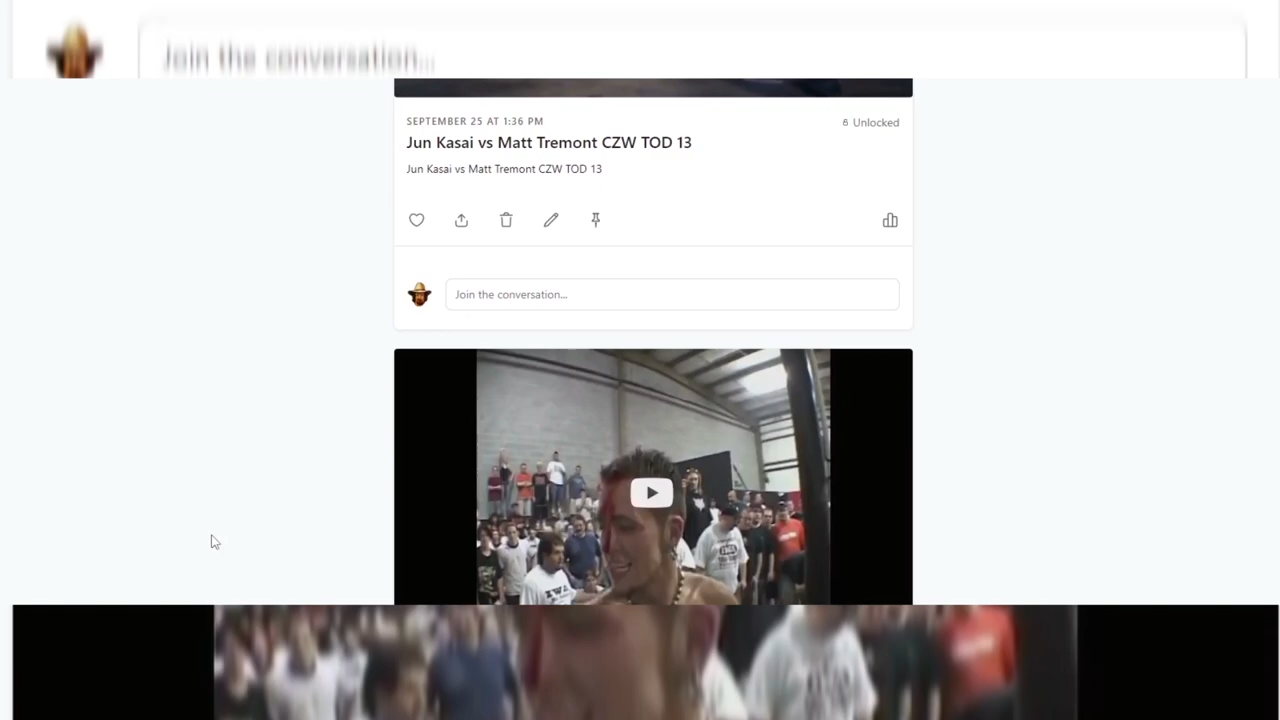 Join the conversation...
SEPTEMBER 25 AT 1:36 PM
Unlocked
Jun Kasai vs Matt Tremont CZW TOD 13
Jun Kasai vs Matt Tremont CZW TOD 13
Join the conversation...
IWA